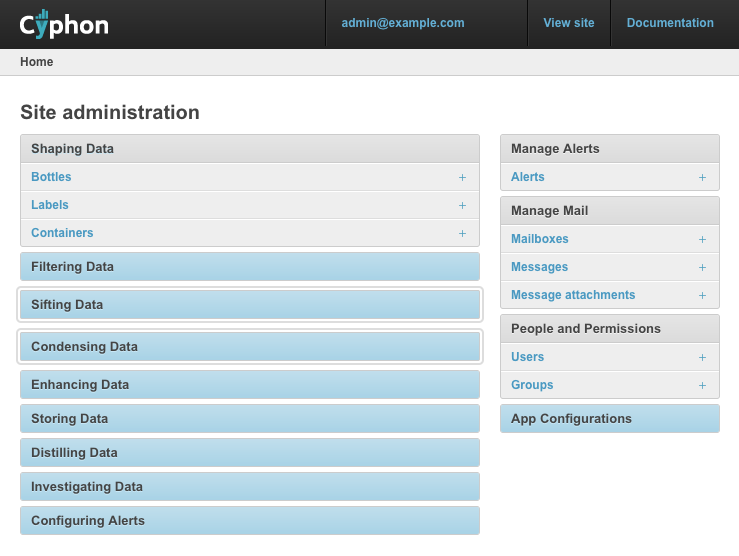 Cyphon
admin@example.com
View site
Documentation
Home
Site administration
Shaping Data
Bottles +
Labels +
Containers +
Filtering Data
Sifting Data
Condensing Data
Enhancing Data
Storing Data
Distilling Data
Investigating Data
Configuring Alerts
Manage Alerts
Alerts +
Manage Mail
Mailboxes +
Messages +
Message attachments +
People and Permissions
Users +
Groups +
App Configurations